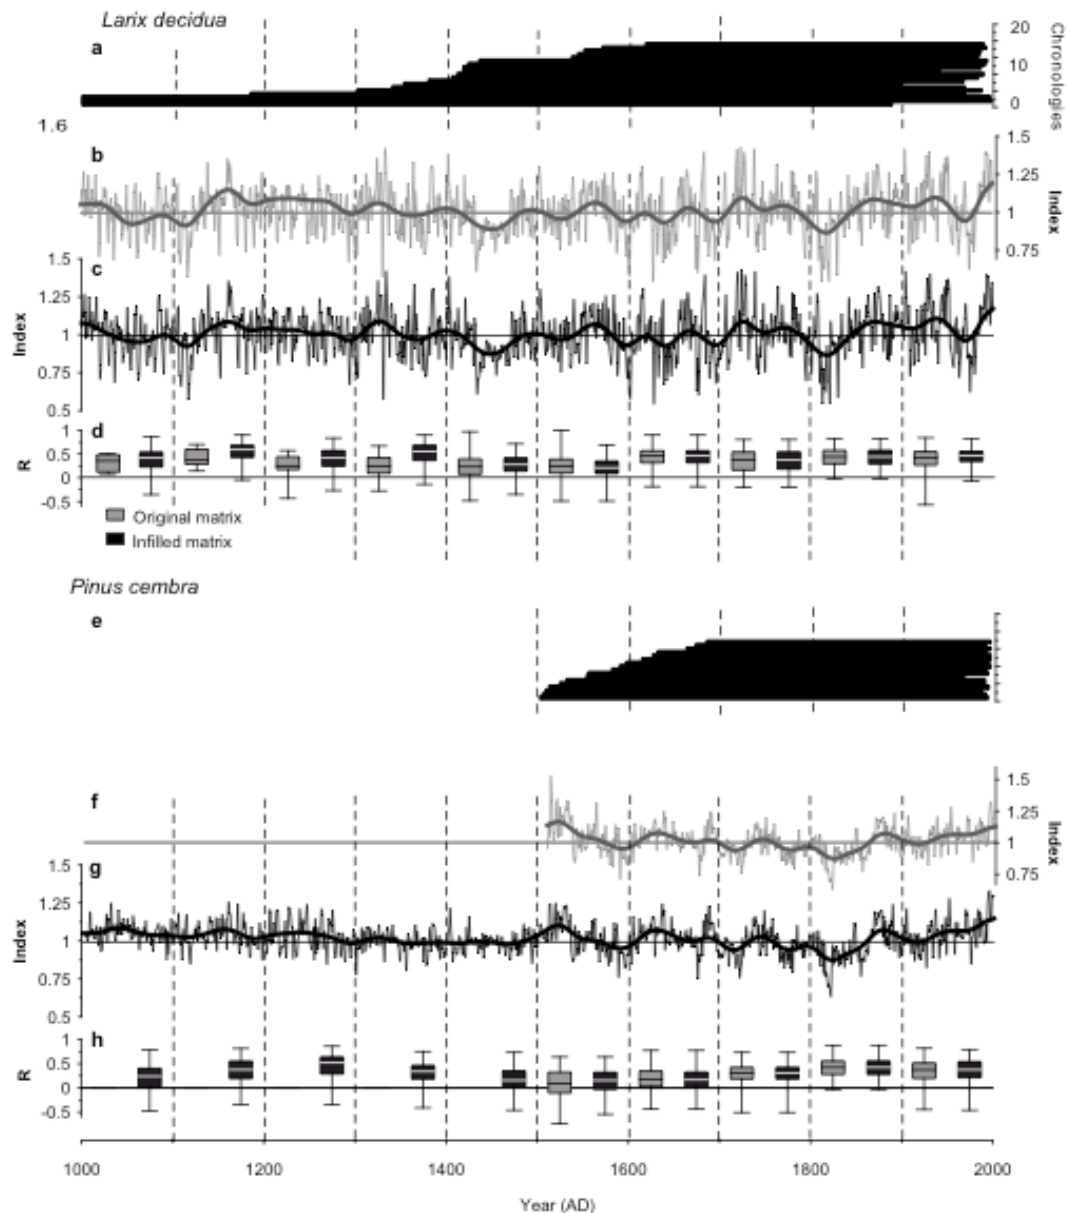 Larix decidua
a
20
10
0
Chronologies
1.6
b
1.5
1.25
1
0.75
Index
c
1.5
1.25
1
0.75
0.5
Index
d
1
0.5
0
-0.5
R
Original matrix
Infilled matrix
Pinus cembra
e
f
1.5
1.25
1
0.75
Index
g
1.5
1.25
1
0.75
0.5
Index
h
1
0.5
0
-0.5
R
1000 1200 1400 1600 1800 2000
Year (AD)